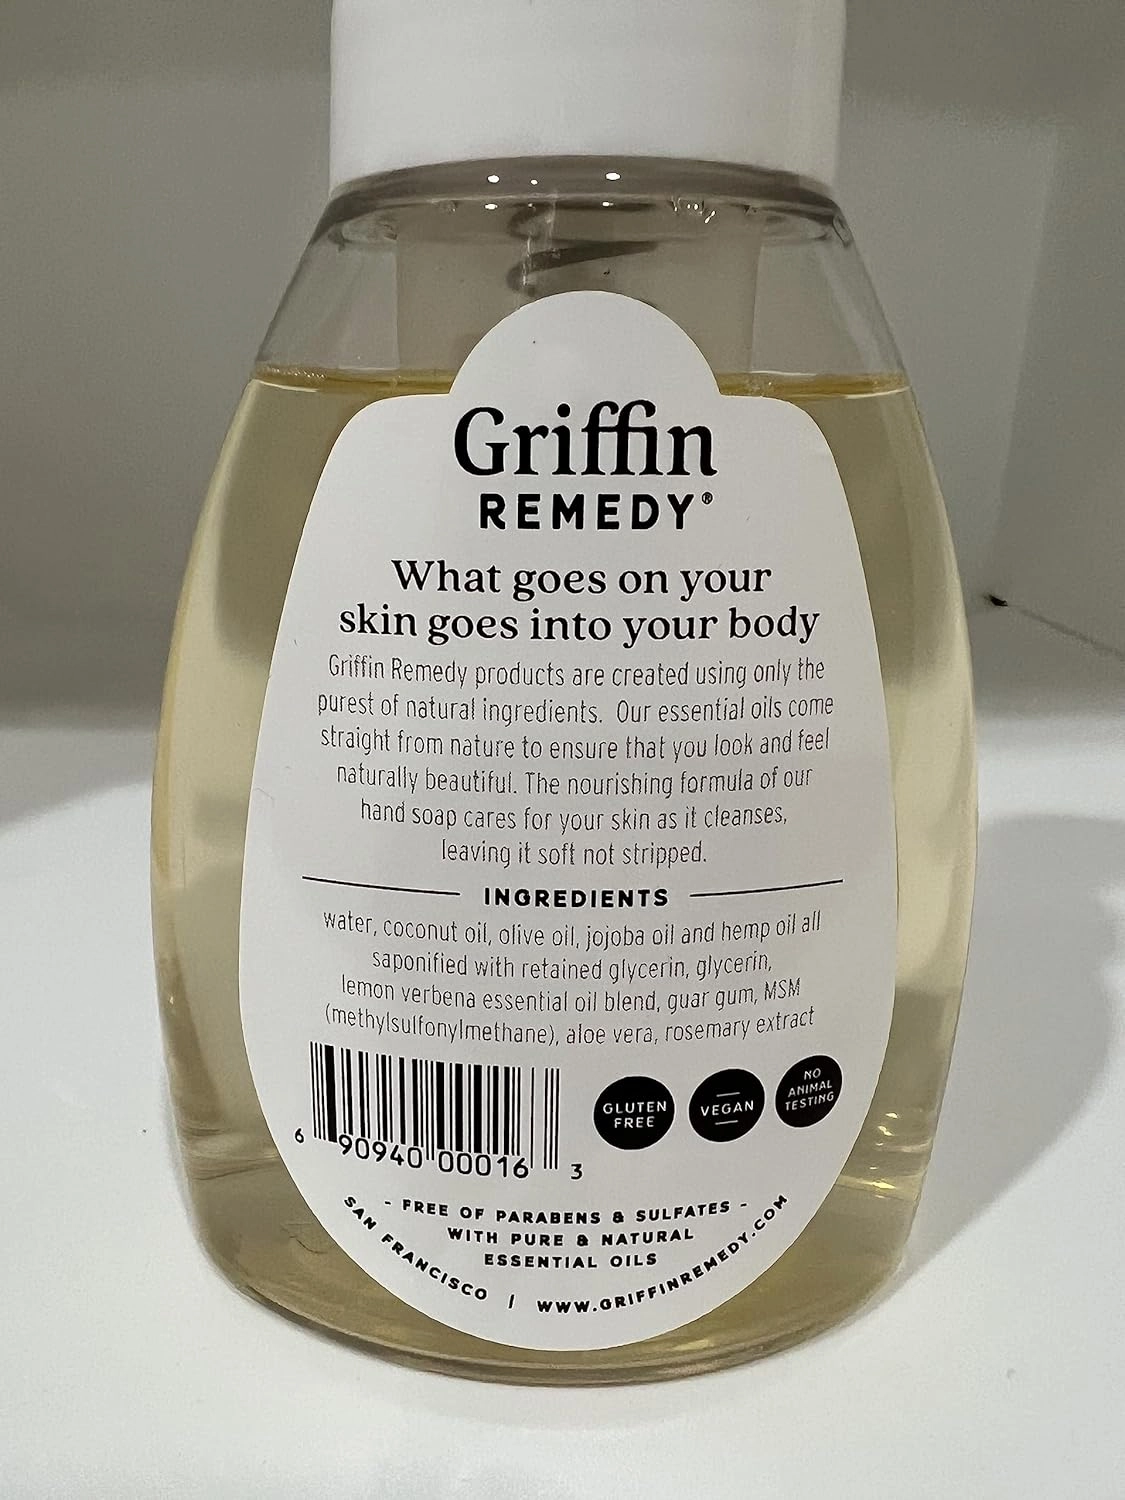 Griffin
REMEDY®
What goes on your
skin goes into your body
Griffin Remedy products are created using only the
purest of natural ingredients. Our essential oils come
straight from nature to ensure that you look and feel
naturally beautiful. The nourishing formula of our
hand soap cares for your skin as it cleanses,
leaving it soft not stripped.
INGREDIENTS
water, coconut oil, olive oil, jojoba oil and hemp oil all
saponified with retained glycerin, glycerin,
lemon verbena essential oil blend, guar gum, MSM
(methylsulfonylmethane), aloe vera, rosemary extract
6 90940 00016 3
GLUTEN
FREE
VEGAN
NO
ANIMAL
TESTING
- FREE OF PARABENS & SULFATES -
WITH PURE & NATURAL
ESSENTIAL OILS
SAN FRANCISCO | WWW.GRIFFINREMEDY.COM